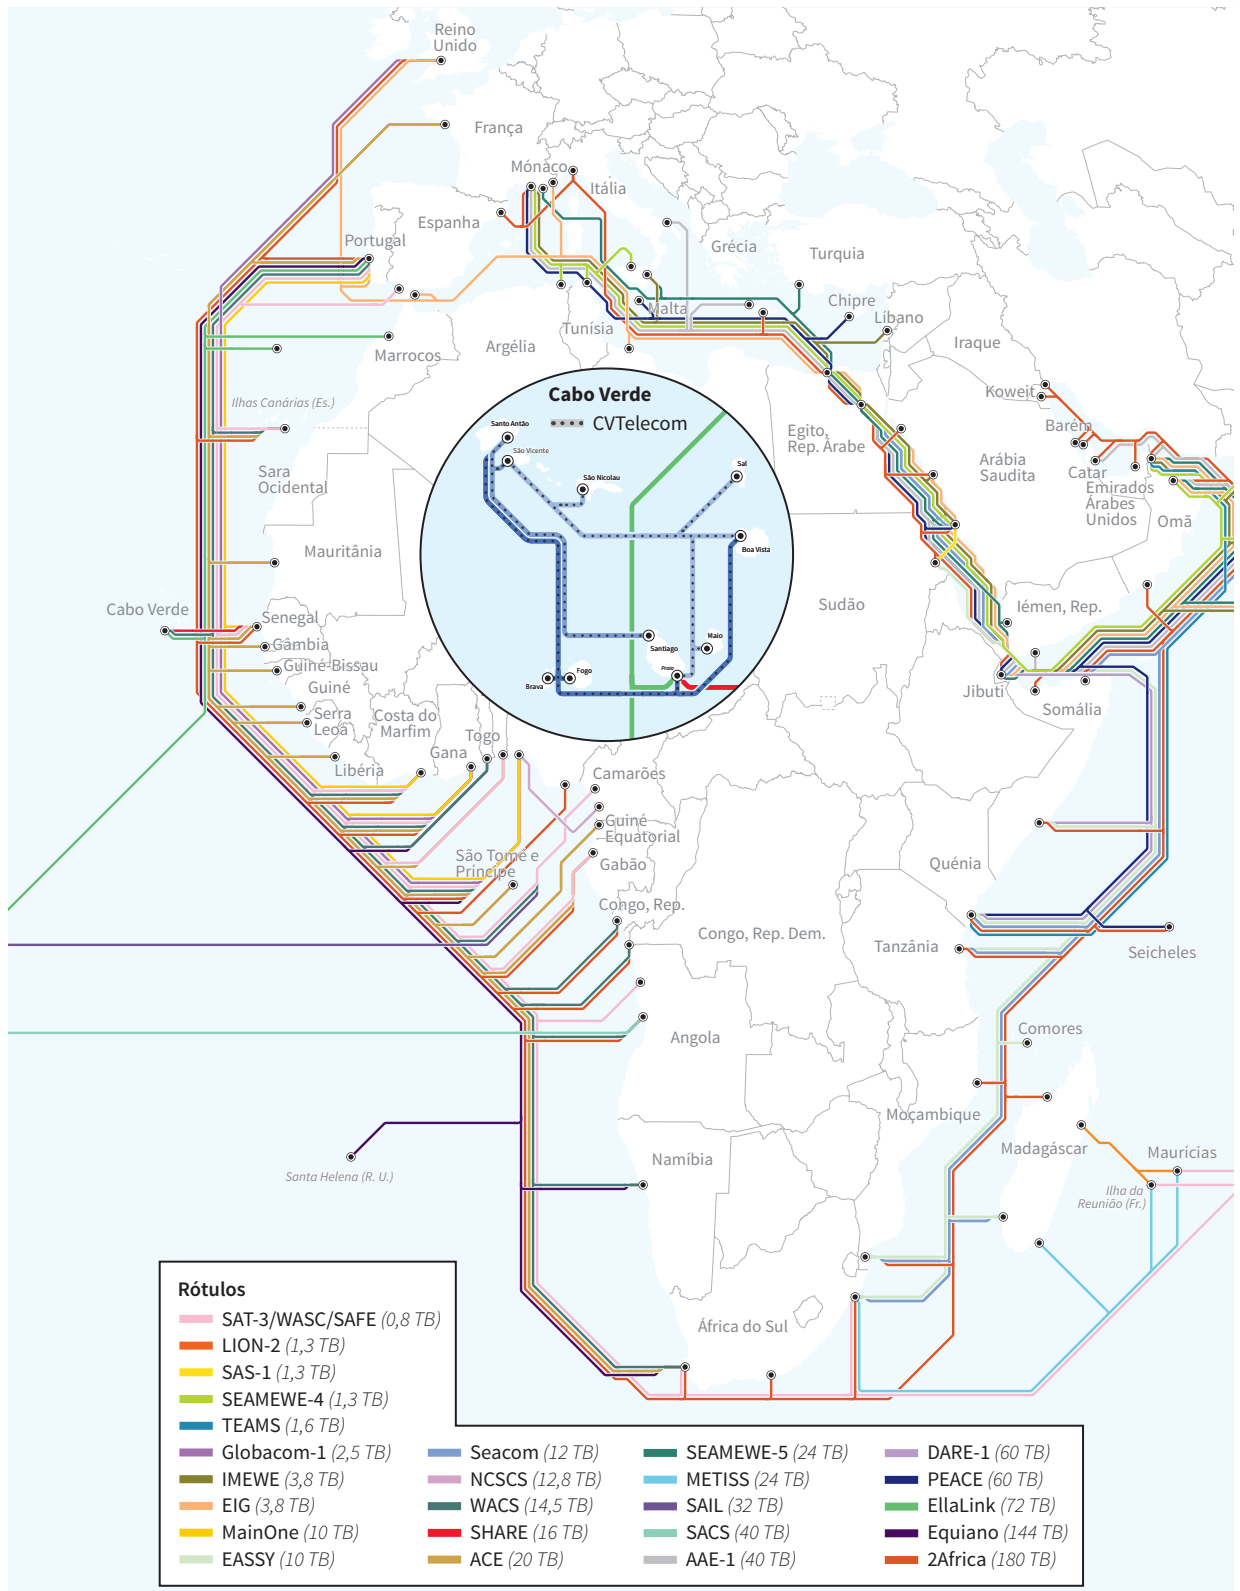 Reino
Unido
França
Mónaco
Itália
Espanha
Portugal
Grécia
Turquia
Malta
Chipre
Líbano
Tunísia
Argélia
Marrocos
Iraque
Koweit
Barém
Catar
Emirados
Árabes
Unidos
Omã
Egito,
Rep. Árabe
Arábia
Saudita
Ilhas Canárias (Es.)
Sara
Ocidental
Mauritânia
Cabo Verde
CVTelecom
Santo Antão
São Vicente
São Nicolau
Sal
Boa Vista
Santiago
Maio
Praia
Fogo
Brava
Cabo Verde
Senegal
Gâmbia
Guiné-Bissau
Guiné
Serra
Leoa
Libéria
Costa do
Marfim
Gana
Togo
Sudão
Iémen, Rep.
Jibuti
Somália
Camarões
Guiné
Equatorial
São Tomé e
Príncipe
Gabão
Congo, Rep.
Congo, Rep. Dem.
Quénia
Tanzânia
Seicheles
Angola
Comores
Moçambique
Madagáscar
Maurícias
Ilha da
Reunião (Fr.)
Santa Helena (R. U.)
Namíbia
África do Sul
Rótulos
SAT-3/WASC/SAFE (0,8 TB)
LION-2 (1,3 TB)
SAS-1 (1,3 TB)
SEAMEWE-4 (1,3 TB)
TEAMS (1,6 TB)
Globacom-1 (2,5 TB)
IMEWE (3,8 TB)
EIG (3,8 TB)
MainOne (10 TB)
EASSY (10 TB)
Seacom (12 TB)
NCSCS (12,8 TB)
WACS (14,5 TB)
SHARE (16 TB)
ACE (20 TB)
SEAMEWE-5 (24 TB)
METISS (24 TB)
SAIL (32 TB)
SACS (40 TB)
AAE-1 (40 TB)
DARE-1 (60 TB)
PEACE (60 TB)
EllaLink (72 TB)
Equiano (144 TB)
2Africa (180 TB)